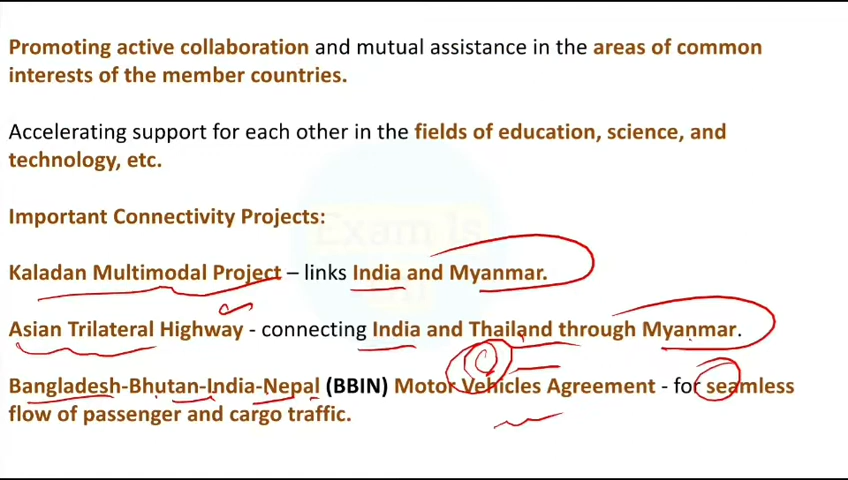 Promoting active collaboration and mutual assistance in the areas of common
interests of the member countries.
Accelerating support for each other in the fields of education, science, and
technology, etc.
Important Connectivity Projects:
Exam Is
Kaladan Multimodal Project – links India and Myanmar.
Asian Trilateral Highway - connecting India and Thailand through Myanmar.
Bangladesh-Bhutan-India-Nepal (BBIN) Motor Vehicles Agreement - for seamless
flow of passenger and cargo traffic.